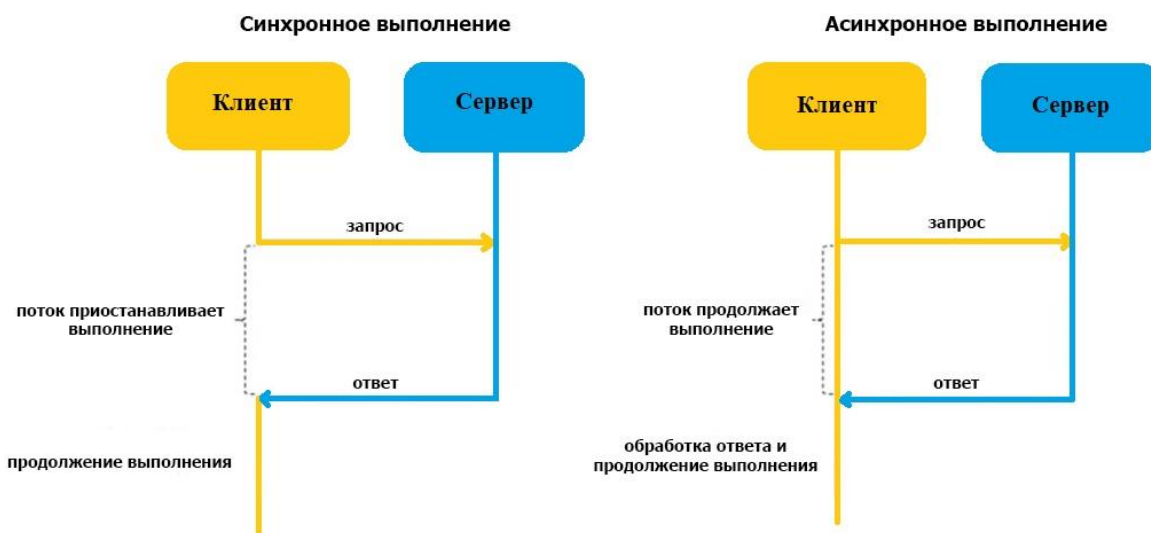 Синхронное выполнение
Клиент
Сервер
запрос
поток приостанавливает
выполнение
ответ
продолжение выполнения
Асинхронное выполнение
Клиент
Сервер
запрос
поток продолжает
выполнение
ответ
обработка ответа и
продолжение выполнения